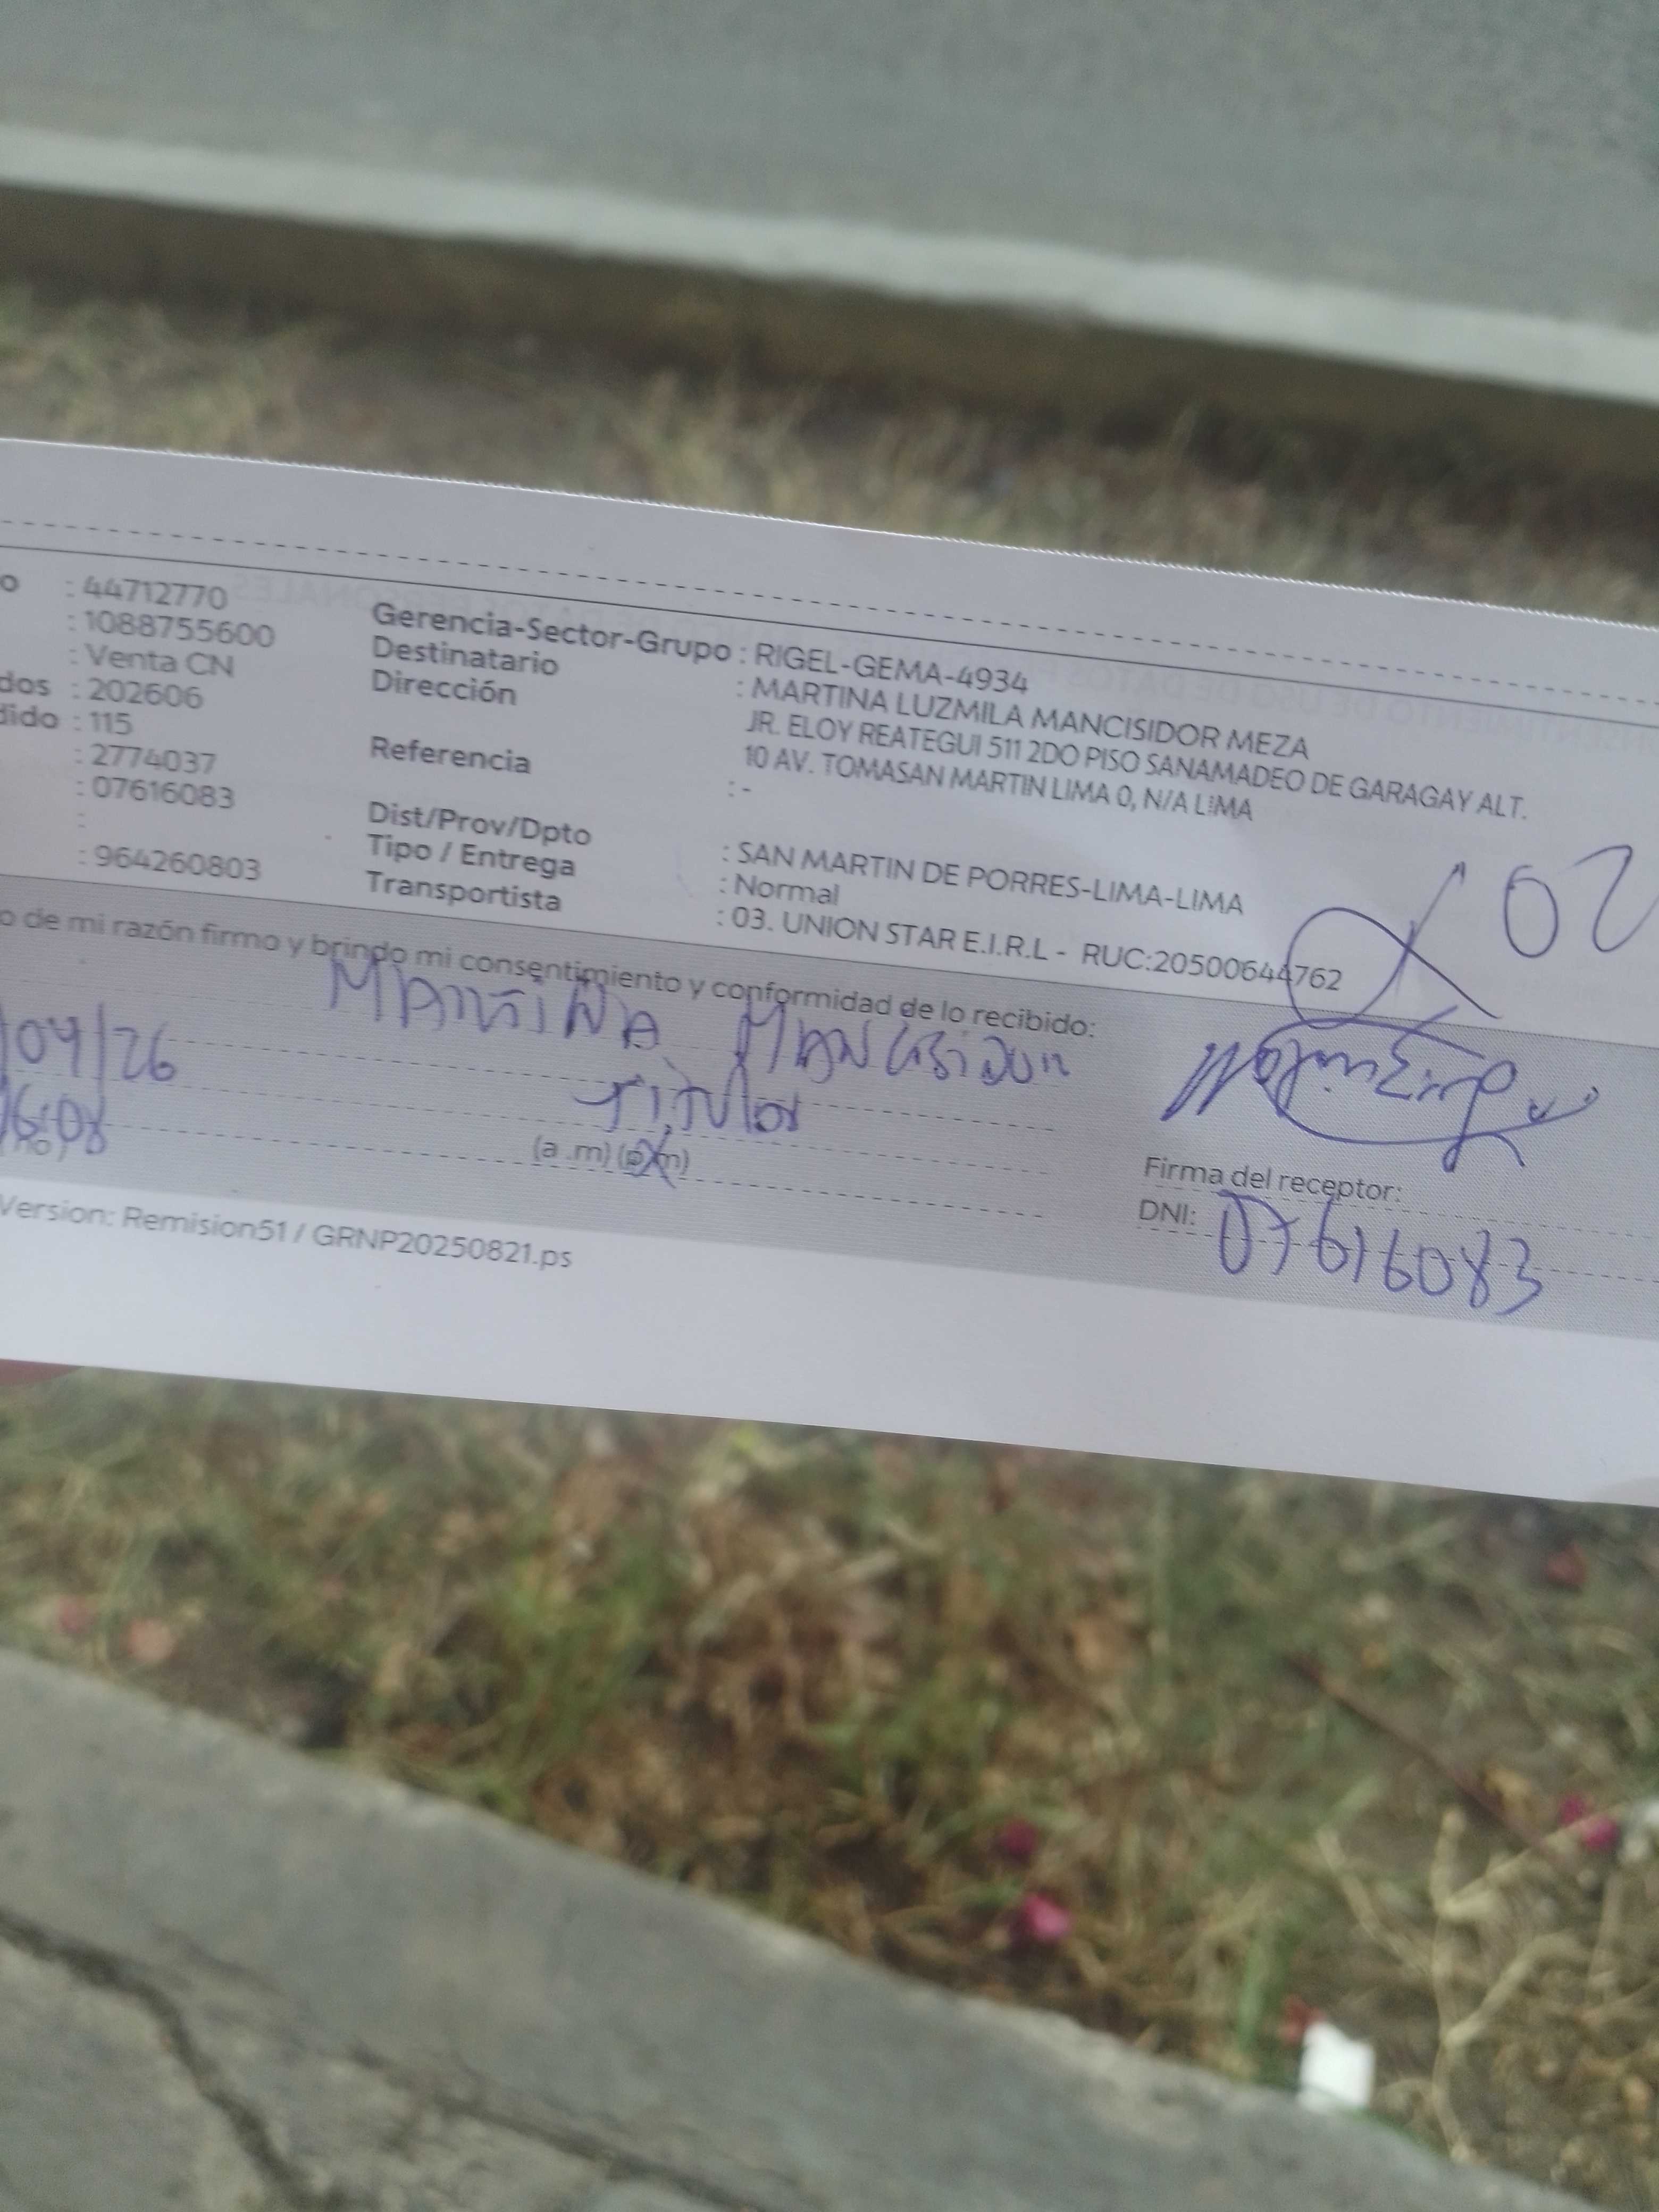 o : 44712770
: 1088755600 Gerencia-Sector-Grupo : RIGEL-GEMA-4934
: Venta CN Destinatario : MARTINA LUZMILA MANCISIDOR MEZA
dos : 202606 Dirección JR. ELOY REATEGUI 511 2DO PISO SANAMADEO DE GARAGAY ALT.
dido : 115 10 AV. TOMASAN MARTIN LIMA 0, N/A LIMA
: 2774037 Referencia : -
: 07616083
: Dist/Prov/Dpto : SAN MARTIN DE PORRES-LIMA-LIMA
: 964260803 Tipo / Entrega : Normal
Transportista : 03. UNION STAR E.I.R.L - RUC:20500644762
02
o de mi razón firmo y brindo mi consentimiento y conformidad de lo recibido:
MARTINA MANCISIDOR
/04/26
TITULAR
(a .m) (p.m)
Firma del receptor:
DNI: 07616083
Version: Remision51 / GRNP20250821.ps